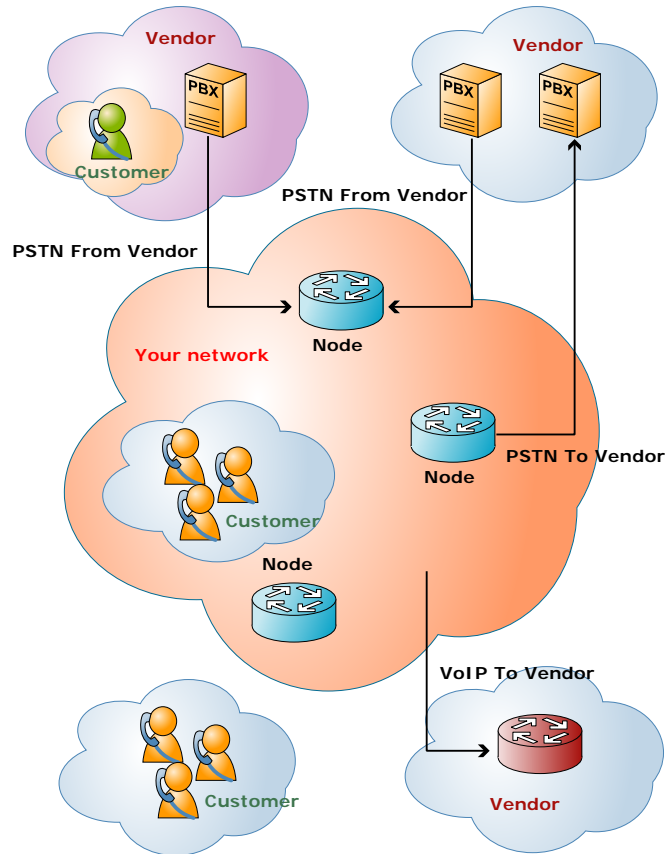 Vendor
PBX
Customer
Vendor
PBX
PBX
PSTN From Vendor
PSTN From Vendor
Node
Your network
Node
PSTN To Vendor
Customer
Node
VoIP To Vendor
Customer
Vendor